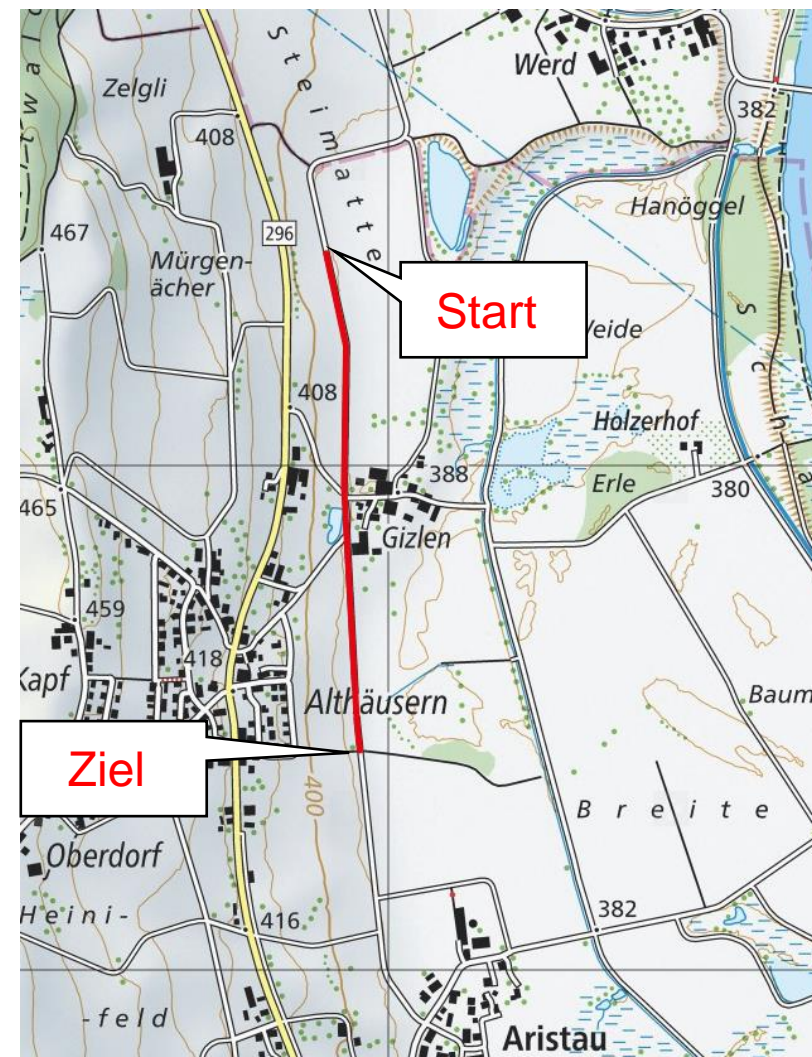 Steimatte
Werd
Zelgli
382
408
Hanöggel
467
296
Mürgen-
ächer
Start
eide
408
Holzerhof
388
Erle
380
465
Gizlen
459
418
Kapf
Althäusern
Baum
Ziel
400
Breite
Oberdorf
Heini-
382
416
-feld
Aristau